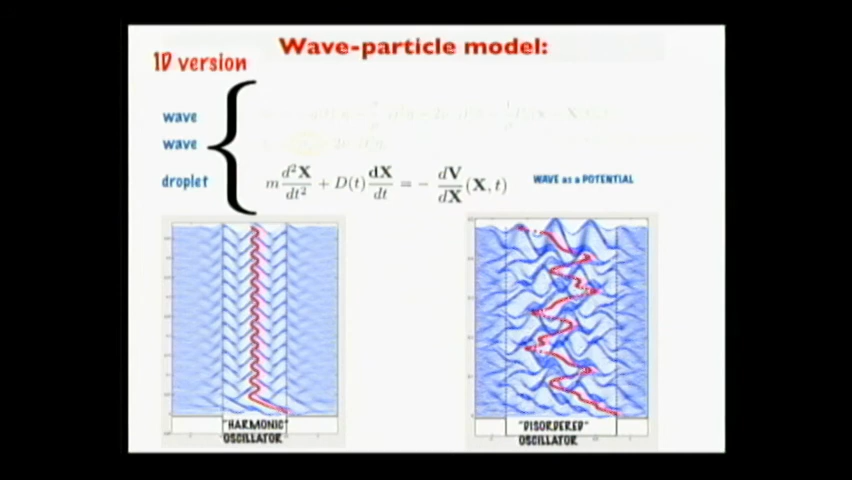 Wave-particle model:
1D version
wave
wave
droplet
m d²X/dt² + D(t) dX/dt = - dV/dX (X, t)
WAVE as a POTENTIAL
"HARMONIC"
OSCILLATOR
"DISORDERED"
OSCILLATOR